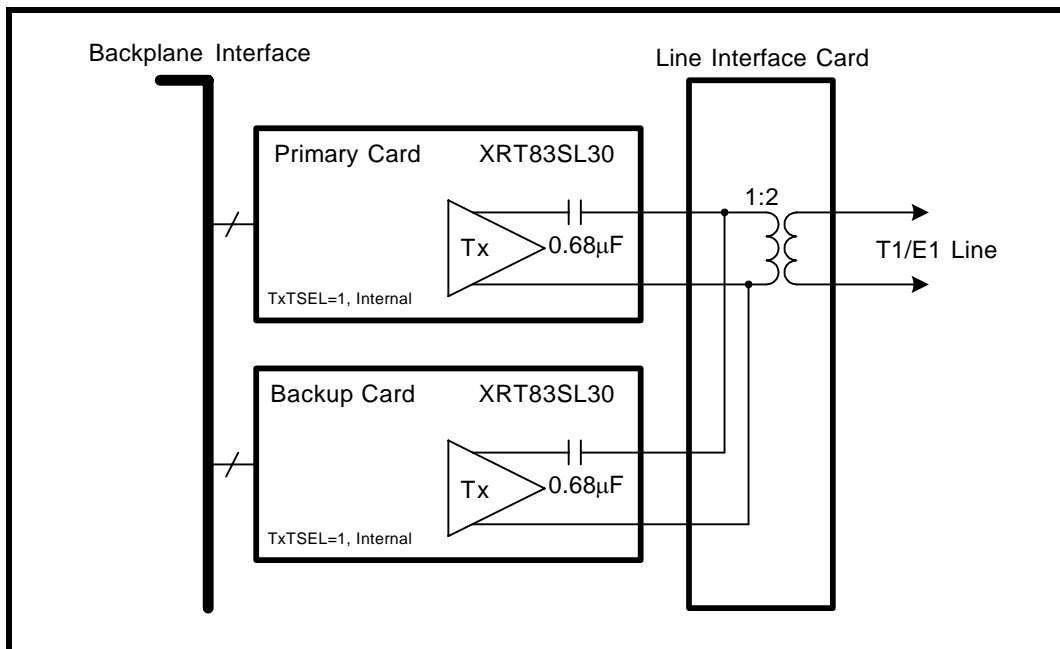 Backplane Interface
Line Interface Card
Primary Card XRT83SL30
1:2
Tx
0.68μF
T1/E1 Line
TxTSEL=1, Internal
Backup Card XRT83SL30
Tx
0.68μF
TxTSEL=1, Internal